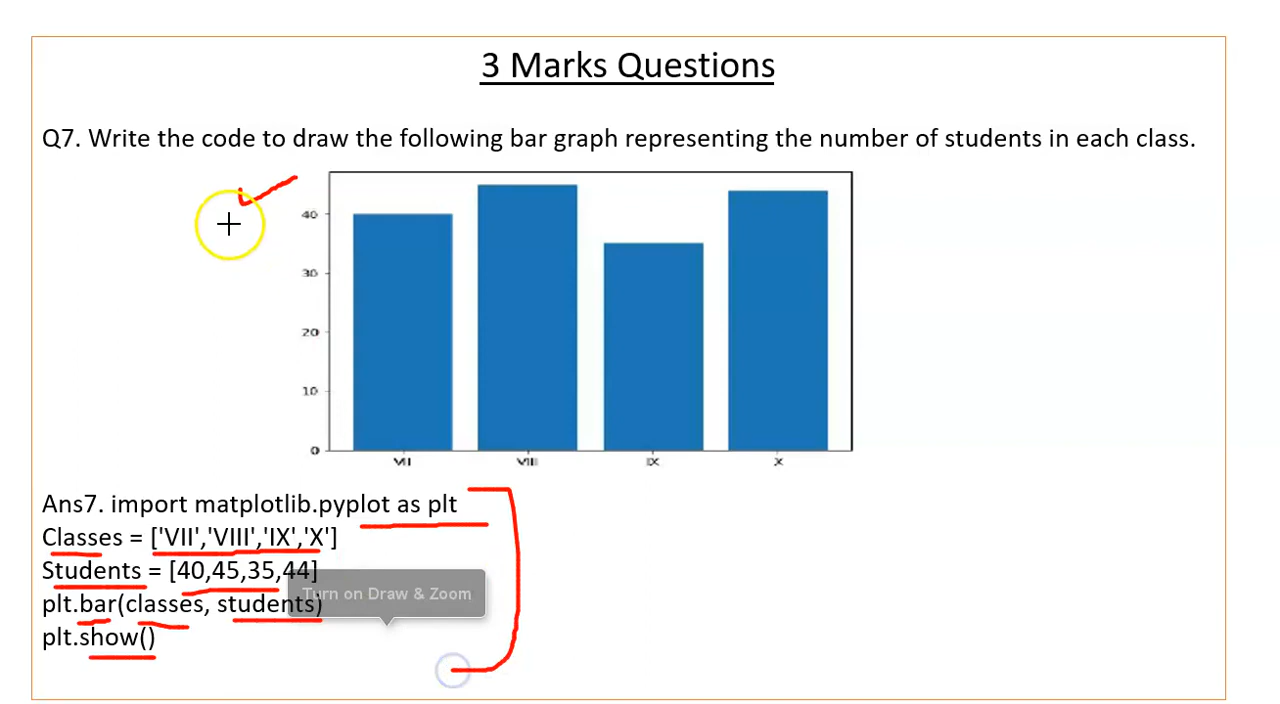 3 Marks Questions
Q7. Write the code to draw the following bar graph representing the number of students in each class.
40
30
20
10
0
VII VIII IX X
Ans7. import matplotlib.pyplot as plt
Classes = ['VII','VIII','IX','X']
Students = [40,45,35,44]
Turn on Draw & Zoom
plt.bar(classes, students)
plt.show()